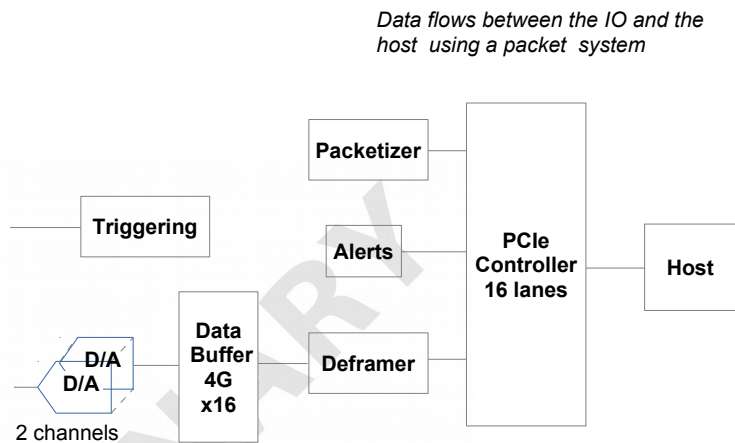 Data flows between the IO and the
host using a packet system
Packetizer
Triggering
Alerts
PCIe
Controller
16 lanes
Host
Data
Buffer
4G
x16
Deframer
D/A
D/A
2 channels
NARY